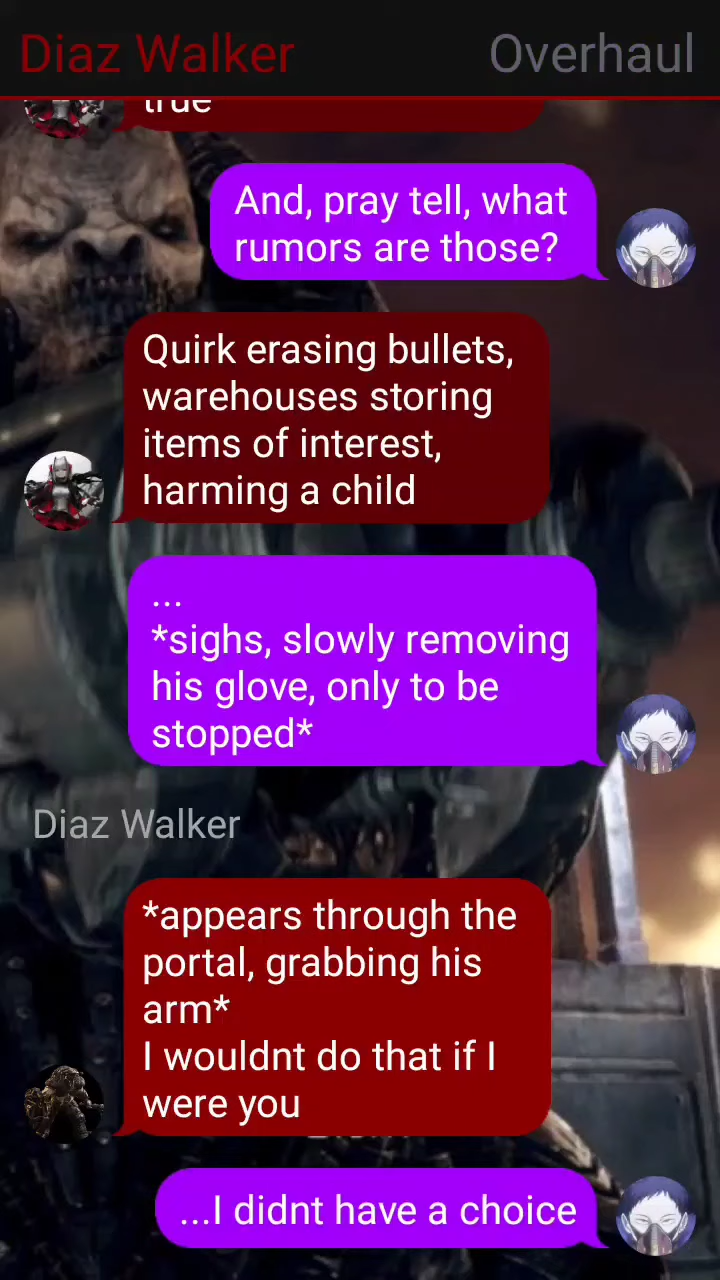 Diaz Walker Overhaul
true
And, pray tell, what
rumors are those?
Quirk erasing bullets,
warehouses storing
items of interest,
harming a child
...
*sighs, slowly removing
his glove, only to be
stopped*
Diaz Walker
*appears through the
portal, grabbing his
arm*
I wouldnt do that if I
were you
...I didnt have a choice